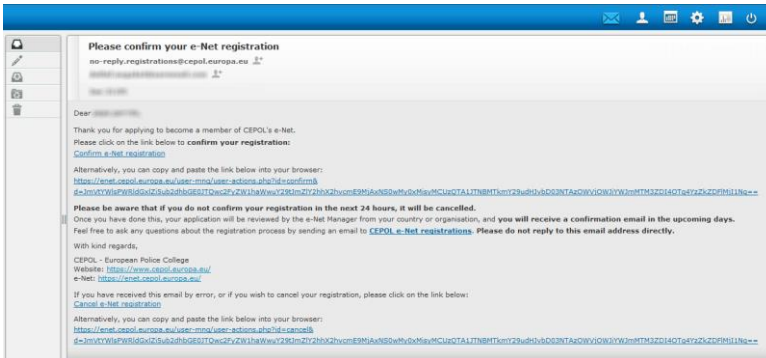 Please confirm your e-Net registration
no-reply.registrations@cepol.europa.eu
Dear
Thank you for applying to become a member of CEPOL's e-Net.
Please click on the link below to confirm your registration:
Confirm e-Net registration
Alternatively, you can copy and paste the link below into your browser:
https://enet.cepol.europa.eu/user-mng/user-actions.php?id=confirm&
Please be aware that if you do not confirm your registration in the next 24 hours, it will be cancelled.
Once you have done this, your application will be reviewed by the e-Net Manager from your country or organisation, and you will receive a confirmation email in the upcoming days.
Feel free to ask any questions about the registration process by sending an email to CEPOL e-Net registrations. Please do not reply to this email address directly.
With kind regards,
CEPOL - European Police College
Website: https://www.cepol.europa.eu/
e-Net: https://enet.cepol.europa.eu/
If you have received this email by error, or if you wish to cancel your registration, please click on the link below:
Cancel e-Net registration
Alternatively, you can copy and paste the link below into your browser:
https://enet.cepol.europa.eu/user-mng/user-actions.php?id=cancel&